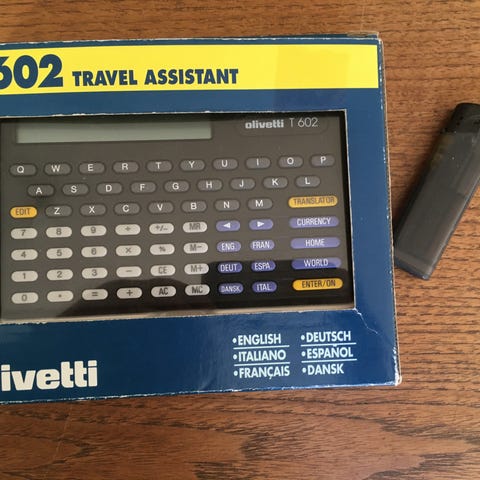 602 TRAVEL ASSISTANT
olivetti T 602
Q W E R T Y U I O P
A S D F G H J K L
EDIT Z X C V B N M TRANSLATOR
7 8 9 ÷ +/− MR ◄ ► CURRENCY
4 5 6 × % M− ENG. FRAN. HOME
1 2 3 − CE M+ DEUT ESPA WORLD
0 • = + AC MC DANSK ITAL ENTER/ON
•ENGLISH •DEUTSCH
•ITALIANO •ESPAÑOL
•FRANÇAIS •DANSK
ivetti